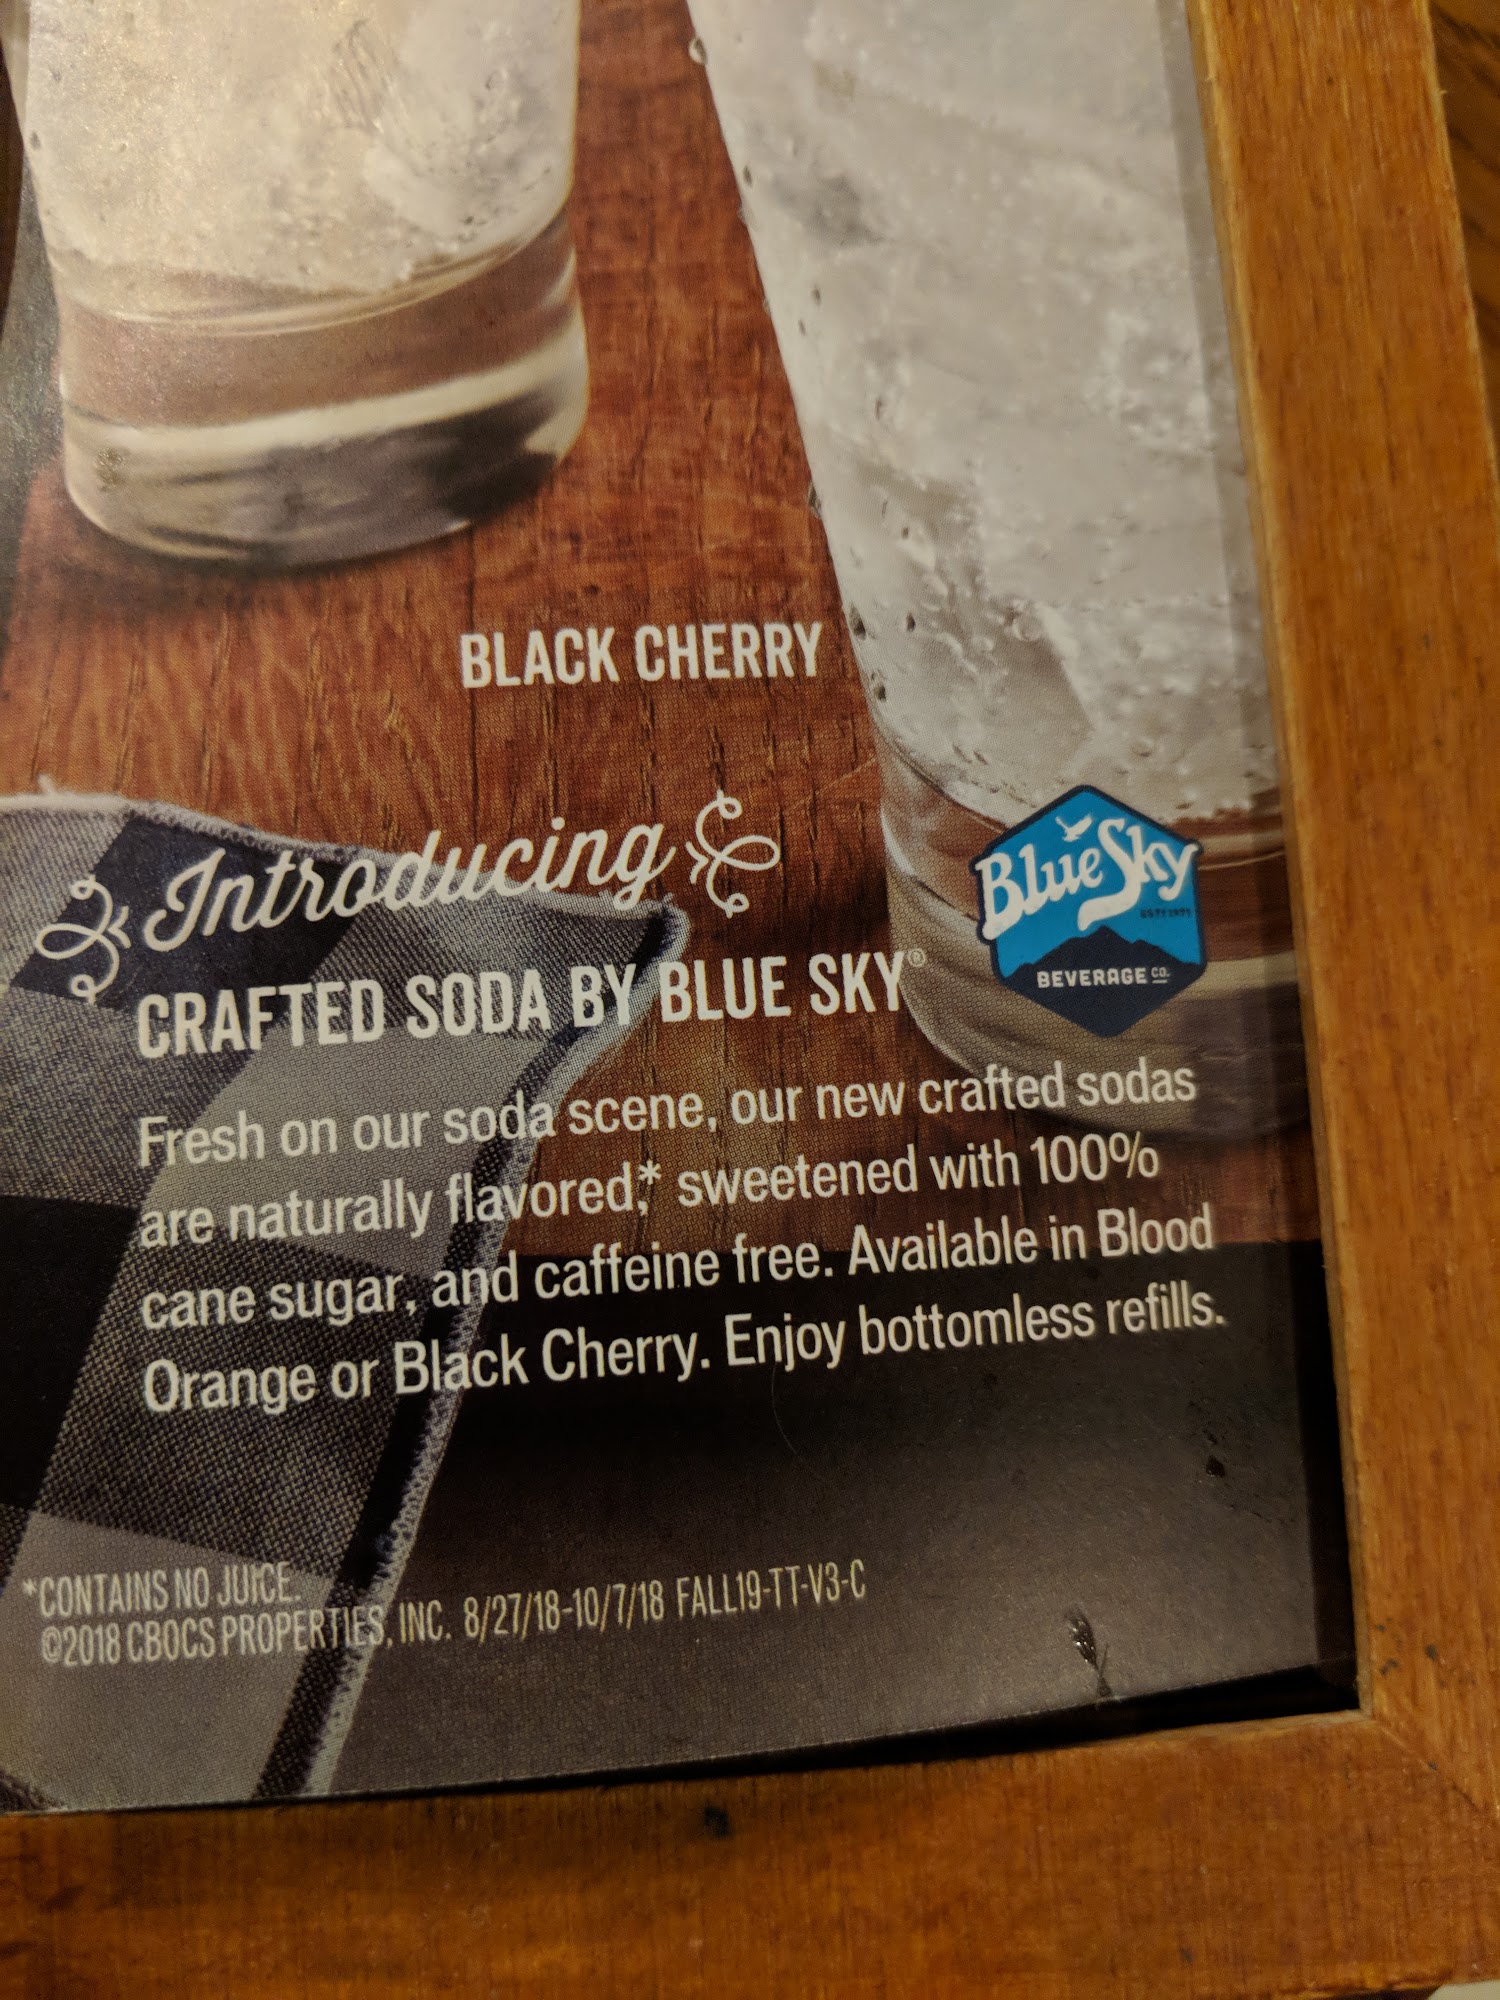 BLACK CHERRY
Introducing
CRAFTED SODA BY BLUE SKY®
Blue Sky
EST'1971
BEVERAGE CO.
Fresh on our soda scene, our new crafted sodas
are naturally flavored,* sweetened with 100%
cane sugar, and caffeine free. Available in Blood
Orange or Black Cherry. Enjoy bottomless refills.
*CONTAINS NO JUICE.
©2018 CBOCS PROPERTIES, INC. 8/27/18-10/7/18 FALL19-TT-V3-C